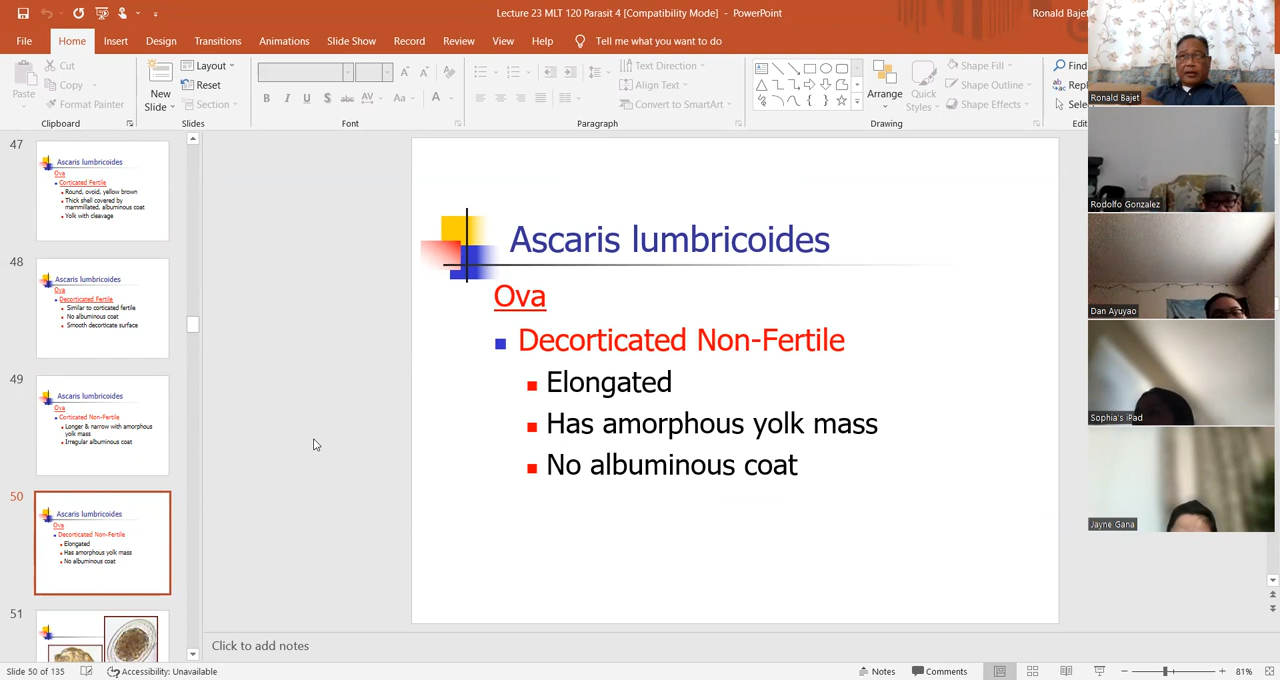 Lecture 23 MLT 120 Parasit 4 [Compatibility Mode] - PowerPoint
Ronald Bajet
File Home Insert Design Transitions Animations Slide Show Record Review View Help Tell me what you want to do
Paste
Cut
Copy
Format Painter
Clipboard
New
Slide
Layout
Reset
Section
Slides
B I U S abc AV Aa A
Font
Text Direction
Align Text
Convert to SmartArt
Paragraph
Arrange
Quick
Styles
Shape Fill
Shape Outline
Shape Effects
Drawing
Find
Repl
Sele
Edit
47
Ascaris lumbricoides
Ova
Corticated Fertile
Round, ovoid, yellow brown
Thick shell covered by
mammillated, albuminous coat
Yolk with cleavage
48
Ascaris lumbricoides
Ova
Decorticated Fertile
Similar to corticated fertile
No albuminous coat
Smooth decorticate surface
49
Ascaris lumbricoides
Ova
Corticated Non-Fertile
Longer & narrow with amorphous
yolk mass
Irregular albuminous coat
50
Ascaris lumbricoides
Ova
Decorticated Non-Fertile
Elongated
Has amorphous yolk mass
No albuminous coat
51
Ascaris lumbricoides
Ova
Decorticated Non-Fertile
Elongated
Has amorphous yolk mass
No albuminous coat
Ronald Bajet
Rodolfo Gonzalez
Dan Ayuyao
Sophia's iPad
Jayne Gana
Click to add notes
Slide 50 of 135
Accessibility: Unavailable
Notes
Comments
81%